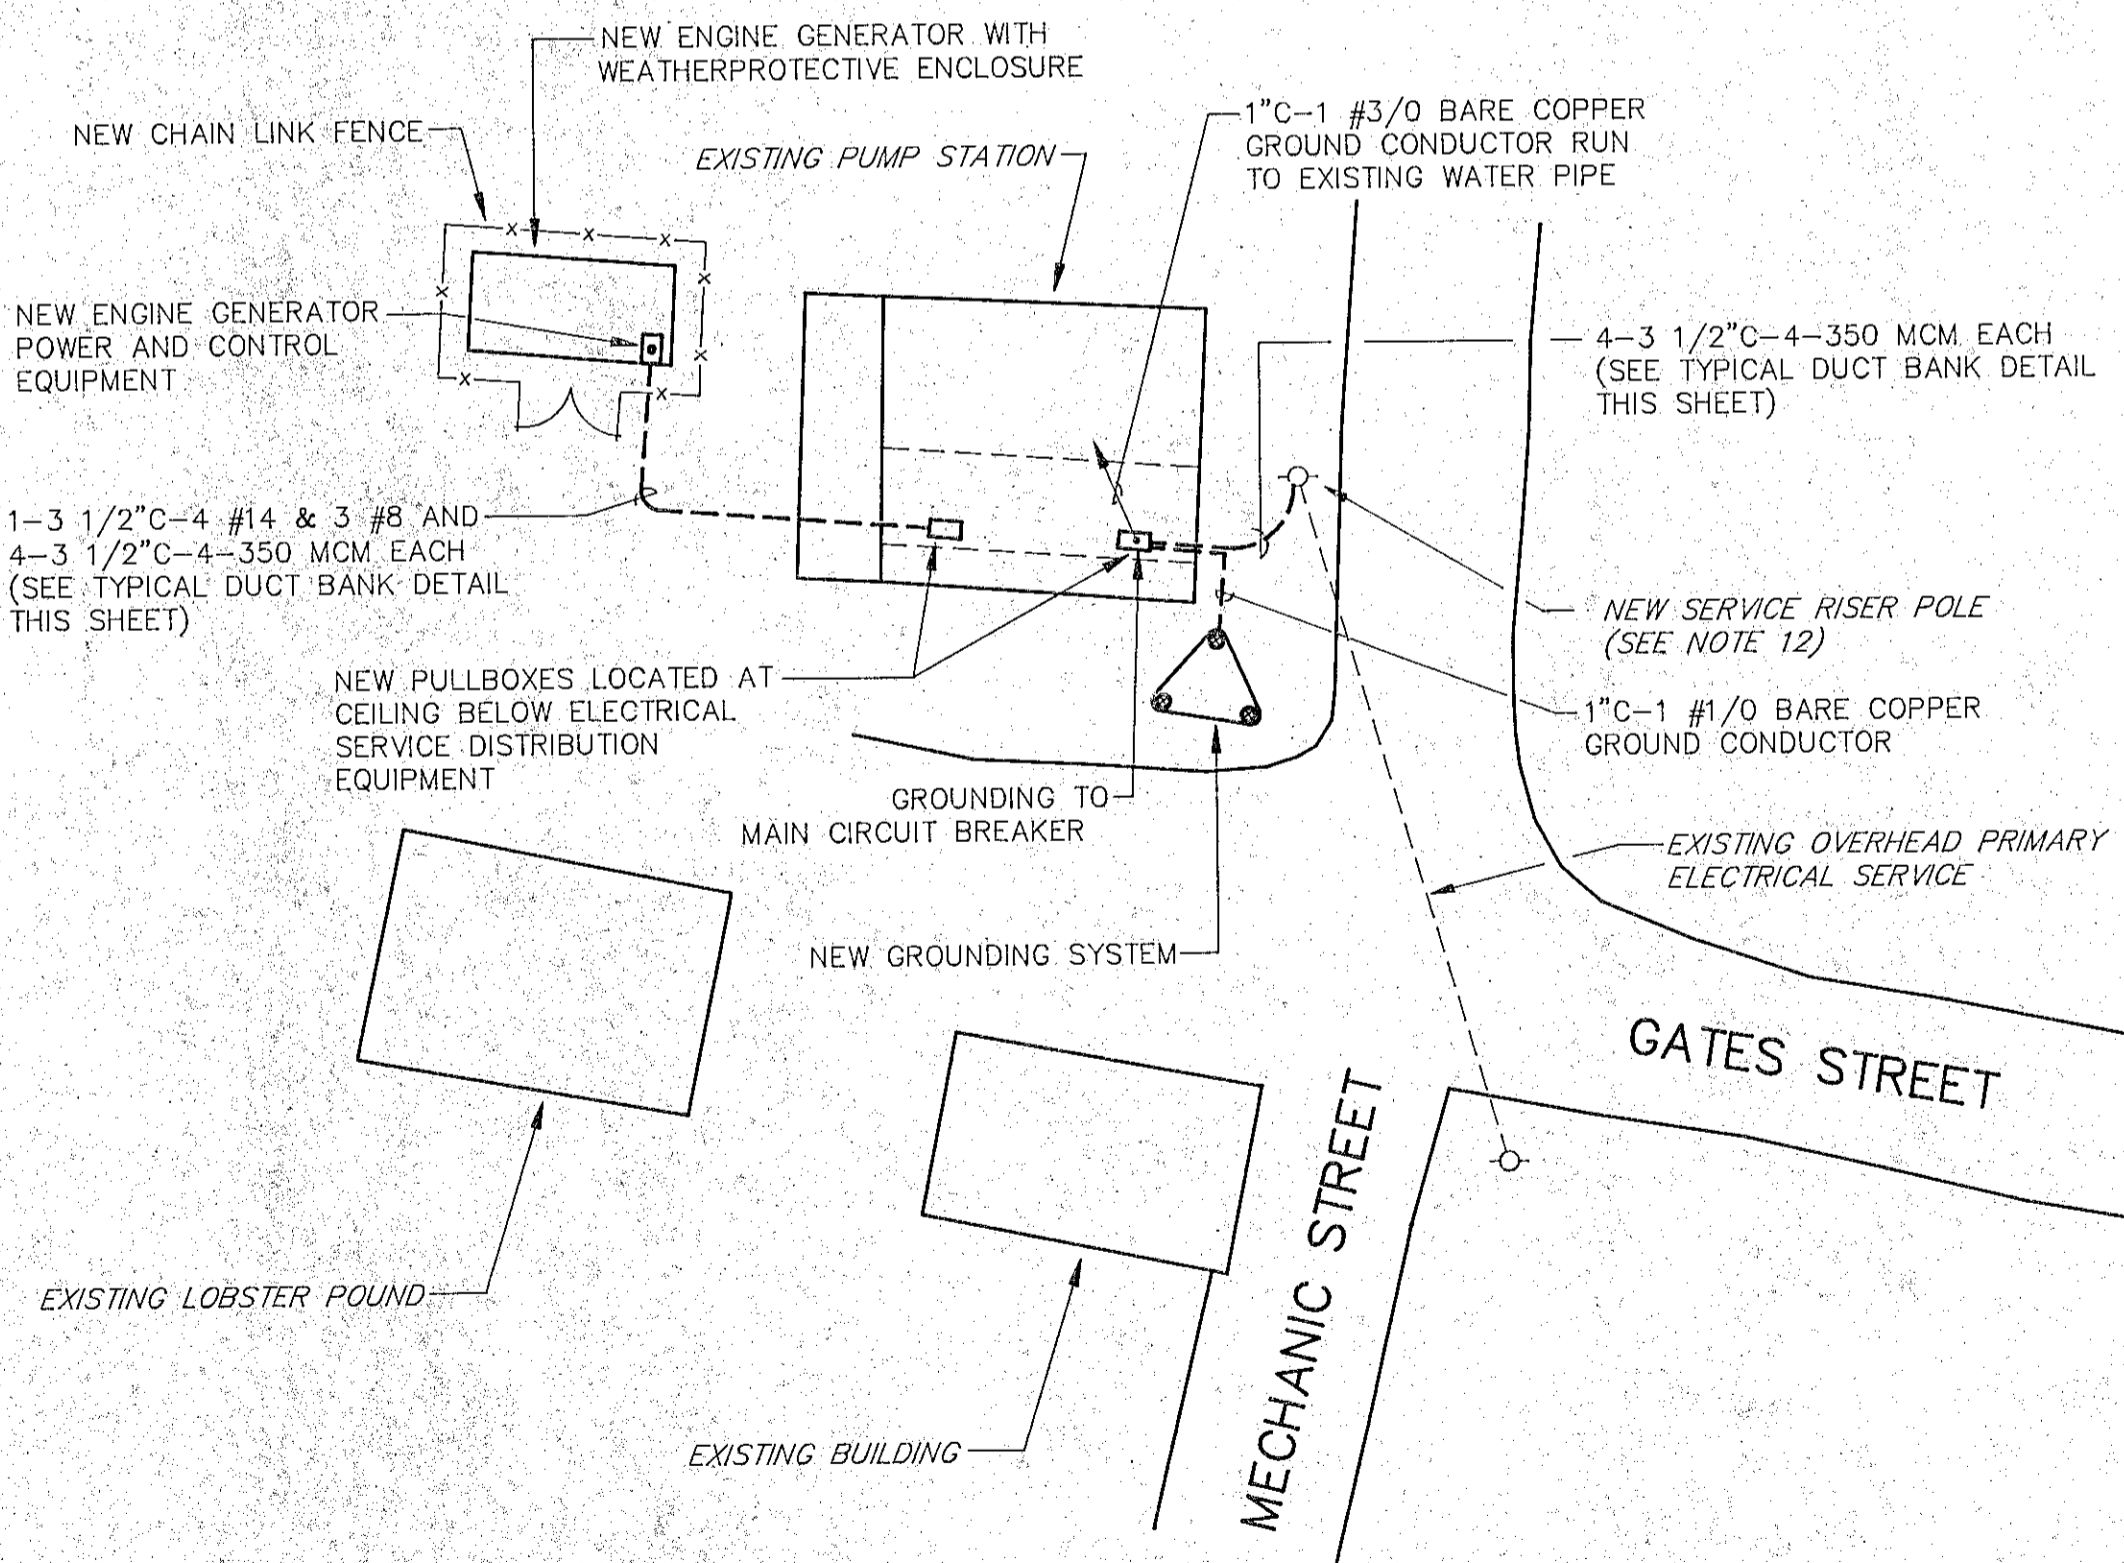 NEW ENGINE GENERATOR WITH
WEATHERPROTECTIVE ENCLOSURE
NEW CHAIN LINK FENCE
EXISTING PUMP STATION
1"C-1 #3/0 BARE COPPER
GROUND CONDUCTOR RUN
TO EXISTING WATER PIPE
NEW ENGINE GENERATOR
POWER AND CONTROL
EQUIPMENT
4-3 1/2"C-4-350 MCM EACH
(SEE TYPICAL DUCT BANK DETAIL
THIS SHEET)
1-3 1/2"C-4 #14 & 3 #8 AND
4-3 1/2"C-4-350 MCM EACH
(SEE TYPICAL DUCT BANK DETAIL
THIS SHEET)
NEW SERVICE RISER POLE
(SEE NOTE 12)
NEW PULLBOXES LOCATED AT
CEILING BELOW ELECTRICAL
SERVICE DISTRIBUTION
EQUIPMENT
1"C-1 #1/0 BARE COPPER
GROUND CONDUCTOR
GROUNDING TO
MAIN CIRCUIT BREAKER
EXISTING OVERHEAD PRIMARY
ELECTRICAL SERVICE
NEW GROUNDING SYSTEM
GATES STREET
MECHANIC STREET
EXISTING LOBSTER POUND
EXISTING BUILDING